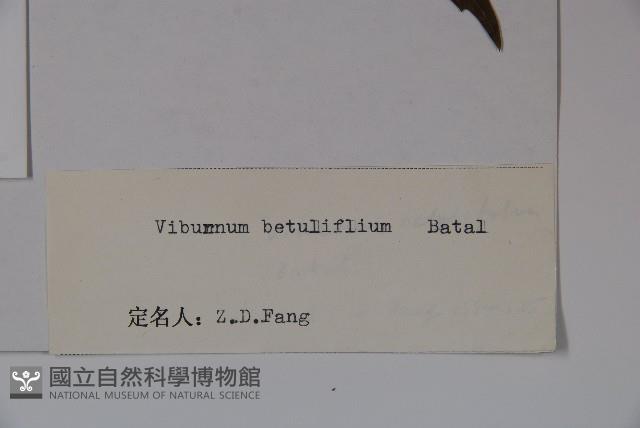 Viburnum betuliflium Batal
定名人：Z.D.Fang
國立自然科學博物館
NATIONAL MUSEUM OF NATURAL SCIENCE